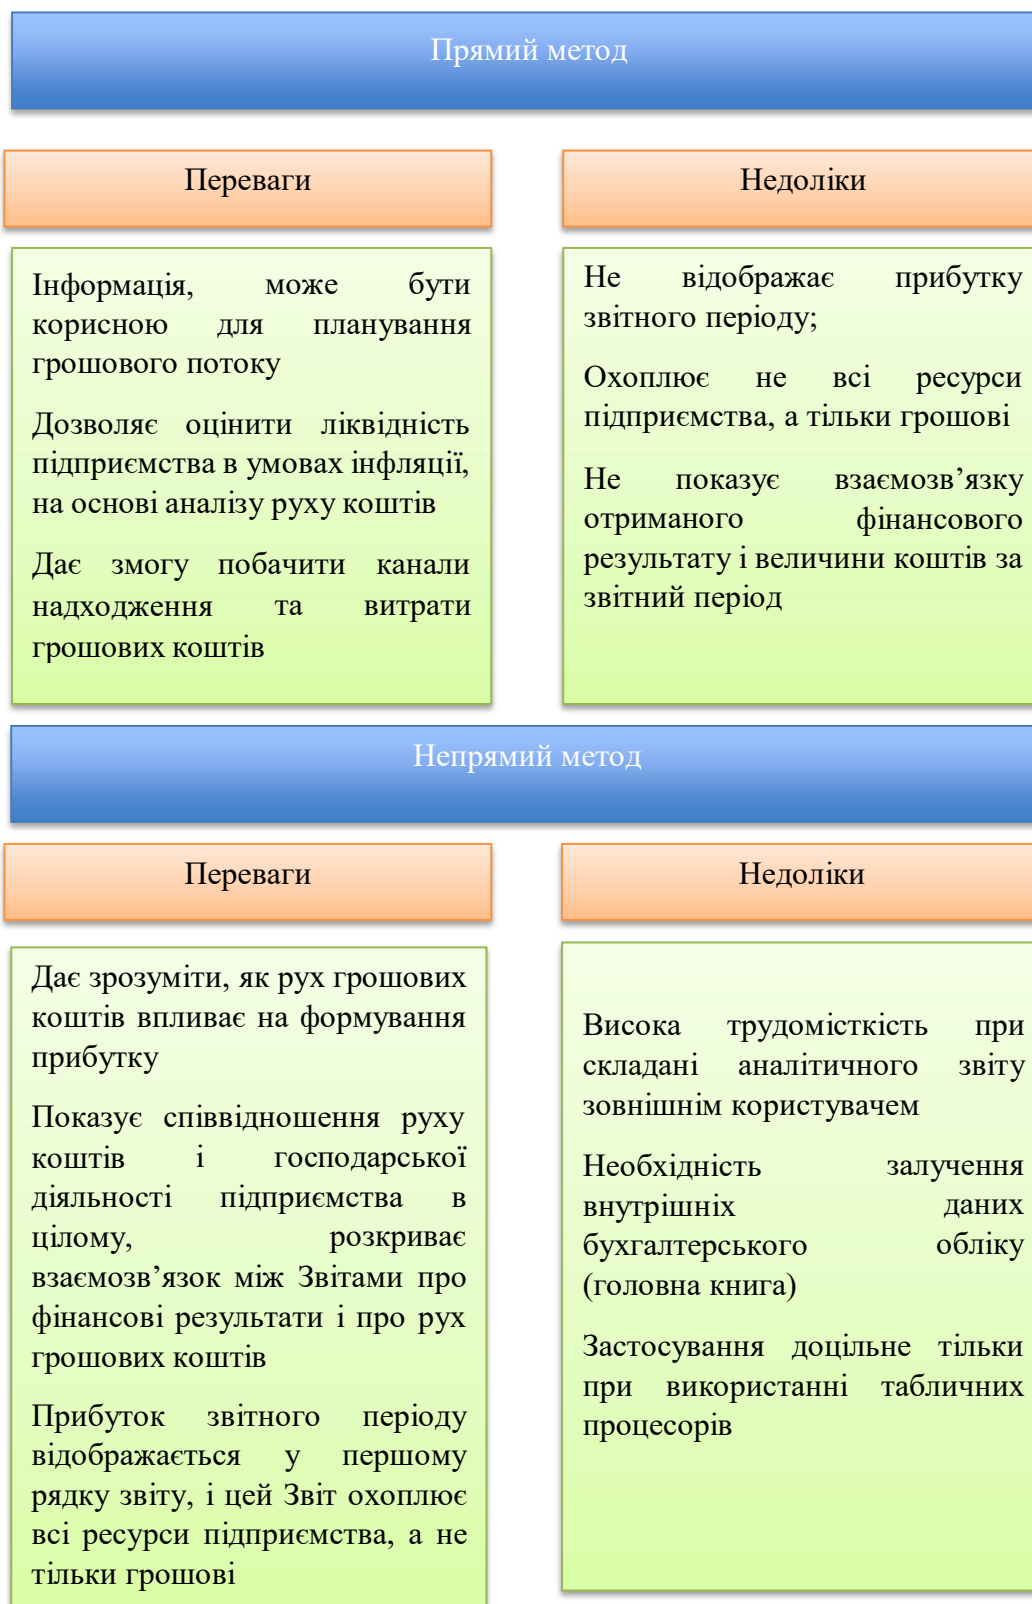 Прямий метод
Переваги
Інформація, може бути
корисною для планування
грошового потоку
Дозволяє оцінити ліквідність
підприємства в умовах інфляції,
на основі аналізу руху коштів
Дає змогу побачити канали
надходження та витрати
грошових коштів
Недоліки
Не відображає прибутку
звітного періоду;
Охоплює не всі ресурси
підприємства, а тільки грошові
Не показує взаємозв’язку
отриманого фінансового
результату і величини коштів за
звітний період
Непрямий метод
Переваги
Дає зрозуміти, як рух грошових
коштів впливає на формування
прибутку
Показує співвідношення руху
коштів і господарської
діяльності підприємства в
цілому, розкриває
взаємозв’язок між Звітами про
фінансові результати і про рух
грошових коштів
Прибуток звітного періоду
відображається у першому
рядку звіту, і цей Звіт охоплює
всі ресурси підприємства, а не
тільки грошові
Недоліки
Висока трудомісткість при
складані аналітичного звіту
зовнішнім користувачем
Необхідність залучення
внутрішніх даних
бухгалтерського обліку
(головна книга)
Застосування доцільне тільки
при використанні табличних
процесорів